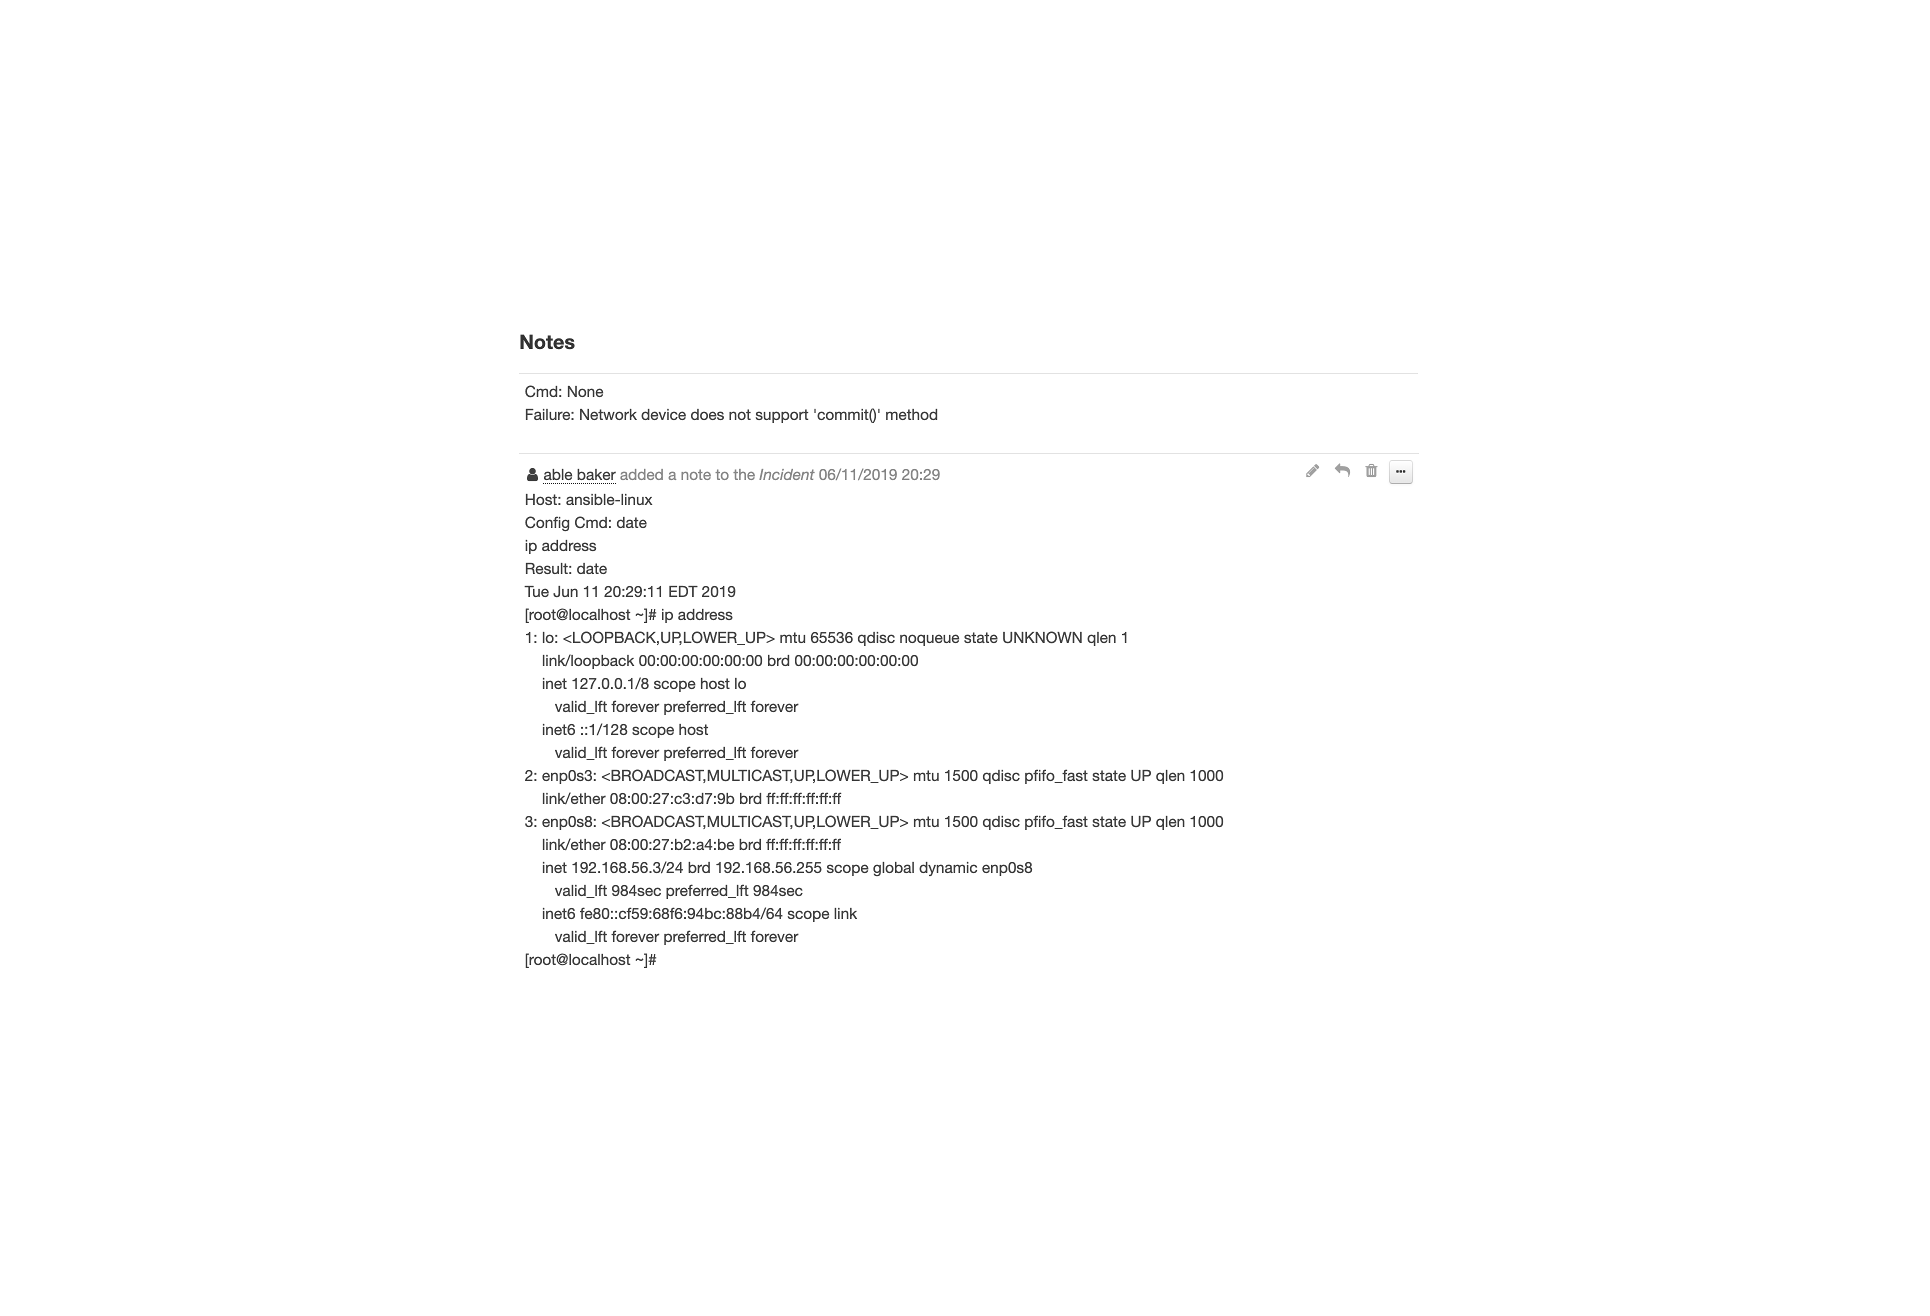 Notes
Cmd: None
Failure: Network device does not support 'commit()' method
able baker added a note to the Incident 06/11/2019 20:29
Host: ansible-linux
Config Cmd: date
ip address
Result: date
Tue Jun 11 20:29:11 EDT 2019
[root@localhost ~]# ip address
1: lo: <LOOPBACK,UP,LOWER_UP> mtu 65536 qdisc noqueue state UNKNOWN qlen 1
link/loopback 00:00:00:00:00:00 brd 00:00:00:00:00:00
inet 127.0.0.1/8 scope host lo
valid_lft forever preferred_lft forever
inet6 ::1/128 scope host
valid_lft forever preferred_lft forever
2: enp0s3: <BROADCAST,MULTICAST,UP,LOWER_UP> mtu 1500 qdisc pfifo_fast state UP qlen 1000
link/ether 08:00:27:c3:d7:9b brd ff:ff:ff:ff:ff:ff
3: enp0s8: <BROADCAST,MULTICAST,UP,LOWER_UP> mtu 1500 qdisc pfifo_fast state UP qlen 1000
link/ether 08:00:27:b2:a4:be brd ff:ff:ff:ff:ff:ff
inet 192.168.56.3/24 brd 192.168.56.255 scope global dynamic enp0s8
valid_lft 984sec preferred_lft 984sec
inet6 fe80::cf59:68f6:94bc:88b4/64 scope link
valid_lft forever preferred_lft forever
[root@localhost ~]#